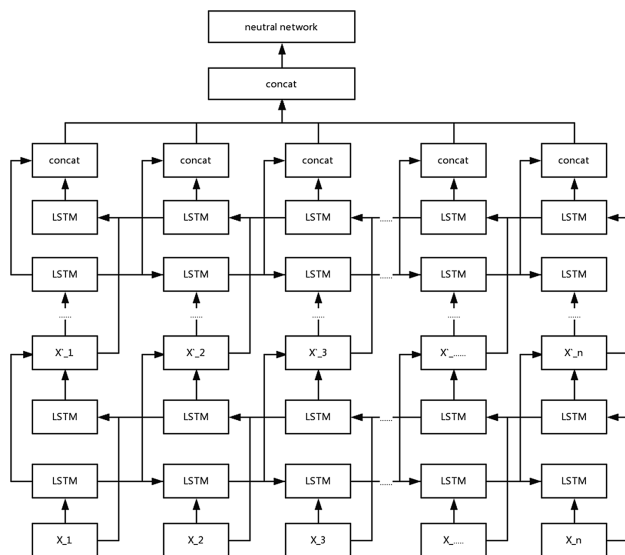 neutral network
concat
concat concat concat concat concat
LSTM LSTM LSTM LSTM LSTM
......
LSTM LSTM LSTM LSTM LSTM
......
...... ...... ...... ...... ......
X`_1 X`_2 X`_3 X`_...... X`_n
LSTM LSTM LSTM LSTM LSTM
......
LSTM LSTM LSTM LSTM LSTM
......
X_1 X_2 X_3 X_..... X_n